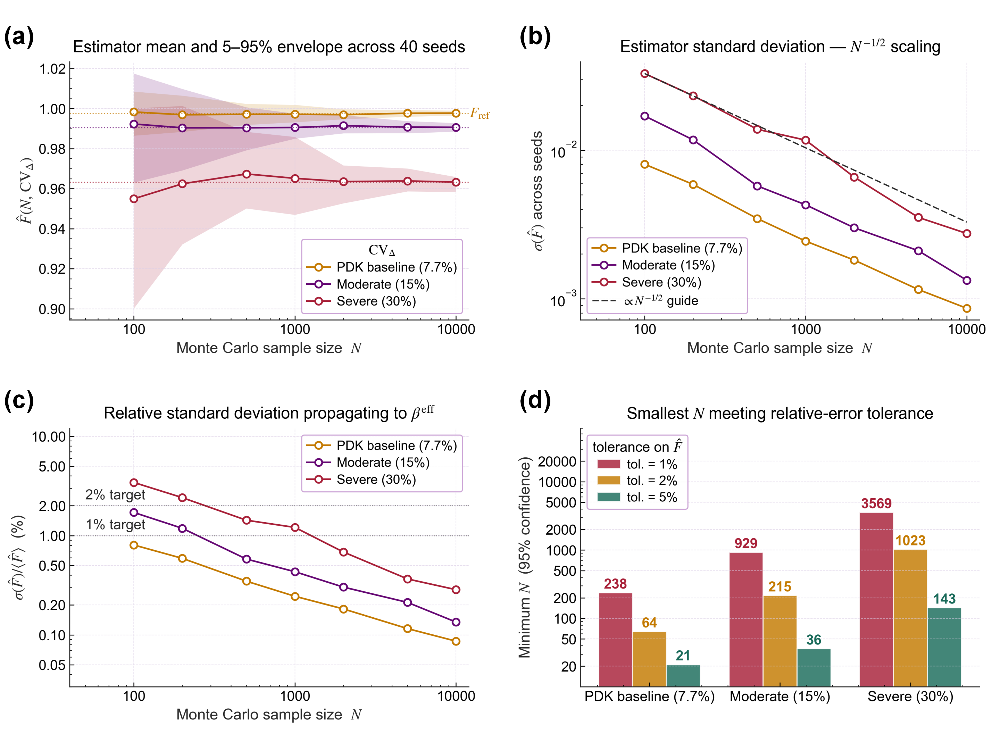 (a)
Estimator mean and 5–95% envelope across 40 seeds
1.02
1.00
0.98
0.96
0.94
0.92
0.90
F̂(N, CV_Δ)
F_ref
CV_Δ
PDK baseline (7.7%)
Moderate (15%)
Severe (30%)
100
1000
10000
Monte Carlo sample size N
(b)
Estimator standard deviation — N^{−1/2} scaling
10^{−2}
10^{−3}
σ(F̂) across seeds
PDK baseline (7.7%)
Moderate (15%)
Severe (30%)
∝N^{−1/2} guide
100
1000
10000
Monte Carlo sample size N
(c)
Relative standard deviation propagating to β^{eff}
10.00
5.00
2.00
1.00
0.50
0.20
0.10
0.05
σ(F̂)/⟨F̂⟩ (%)
2% target
1% target
PDK baseline (7.7%)
Moderate (15%)
Severe (30%)
100
1000
10000
Monte Carlo sample size N
(d)
Smallest N meeting relative-error tolerance
20000
10000
5000
2000
1000
500
200
100
50
20
Minimum N (95% confidence)
tolerance on F̂
tol. = 1%
tol. = 2%
tol. = 5%
238
64
21
929
215
36
3569
1023
143
PDK baseline (7.7%)
Moderate (15%)
Severe (30%)